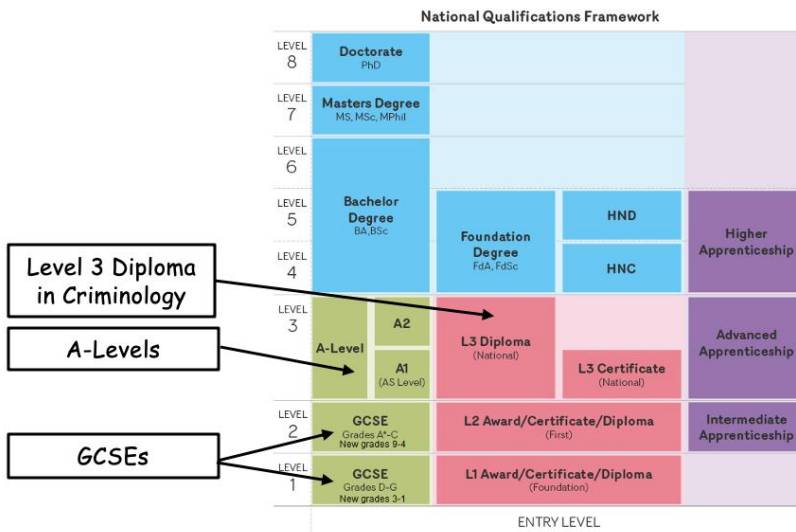 National Qualifications Framework
LEVEL
8
Doctorate
PhD
LEVEL
7
Masters Degree
MS, MSc, MPhil
LEVEL
6
LEVEL
5
Bachelor
Degree
BA,BSc
Foundation
Degree
FdA, FdSc
HND
Higher
Apprenticeship
LEVEL
4
HNC
Level 3 Diploma
in Criminology
LEVEL
3
A-Level
A2
A1
(AS Level)
L3 Diploma
(National)
L3 Certificate
(National)
Advanced
Apprenticeship
A-Levels
LEVEL
2
GCSE
Grades A*-C
New grades 9-4
L2 Award/Certificate/Diploma
(First)
Intermediate
Apprenticeship
GCSEs
LEVEL
1
GCSE
Grades D-G
New grades 3-1
L1 Award/Certificate/Diploma
(Foundation)
ENTRY LEVEL